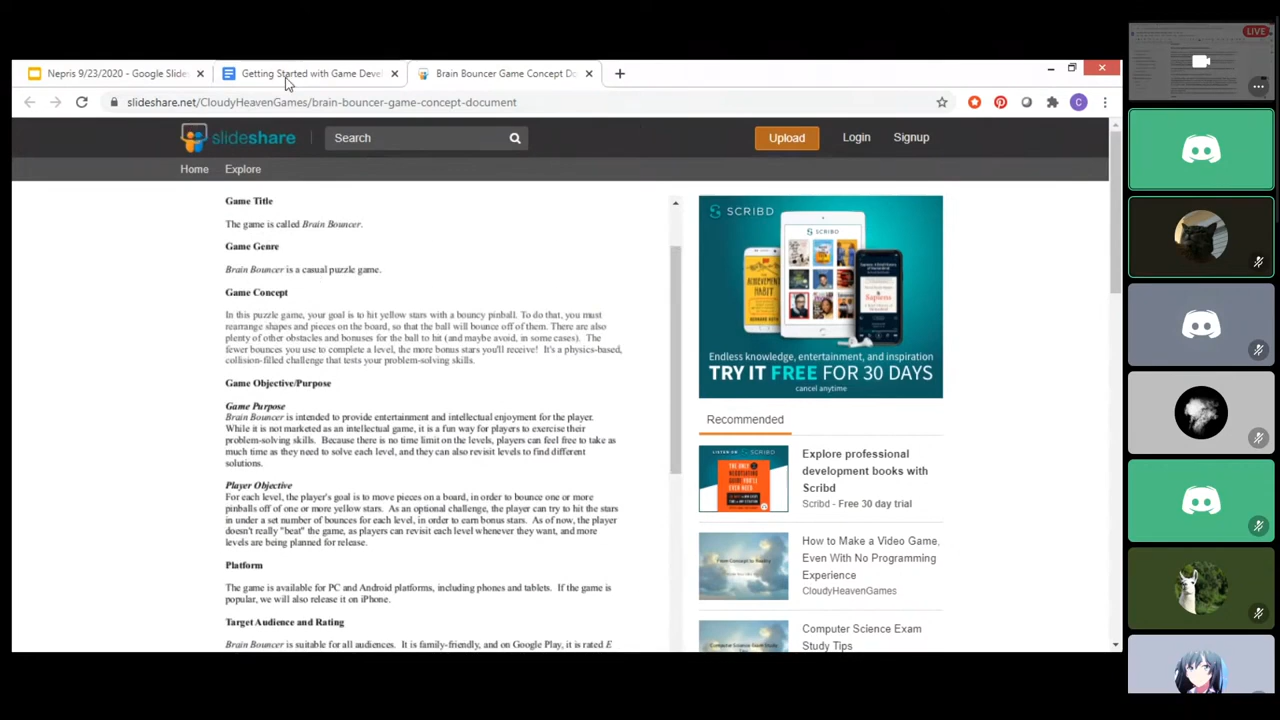 LIVE
Nepris 9/23/2020 - Google Slide
Getting Started with Game Devel
Brain Bouncer Game Concept Do
slideshare.net/CloudyHeavenGames/brain-bouncer-game-concept-document
C
slideshare
Search
Upload
Login
Signup
Home
Explore
Game Title
The game is called Brain Bouncer.
Game Genre
Brain Bouncer is a casual puzzle game.
Game Concept
In this puzzle game, your goal is to hit yellow stars with a bouncy pinball. To do that, you must
rearrange shapes and pieces on the board, so that the ball will bounce off of them. There are also
plenty of other obstacles and bonuses for the ball to hit (and maybe avoid, in some cases). The
fewer bounces you use to complete a level, the more bonus stars you'll receive! It's a physics-based,
collision-filled challenge that tests your problem-solving skills.
Game Objective/Purpose
Game Purpose
Brain Bouncer is intended to provide entertainment and intellectual enjoyment for the player.
While it is not marketed as an intellectual game, it is a fun way for players to exercise their
problem-solving skills. Because there is no time limit on the levels, players can feel free to take as
much time as they need to solve each level, and they can also revisit levels to find different
solutions.
Player Objective
For each level, the player's goal is to move pieces on a board, in order to bounce one or more
pinballs off of one or more yellow stars. As an optional challenge, the player can try to hit the stars
in under a set number of bounces for each level, in order to earn bonus stars. As of now, the player
doesn't really "beat" the game, as players can revisit each level whenever they want, and more
levels are being planned for release.
Platform
The game is available for PC and Android platforms, including phones and tablets. If the game is
popular, we will also release it on iPhone.
Target Audience and Rating
Brain Bouncer is suitable for all audiences. It is family-friendly, and on Google Play, it is rated E
SCRIBD
SCRIBD
ACHIEVEMENT
HABIT
Sapiens
Endless knowledge, entertainment, and inspiration
TRY IT FREE FOR 30 DAYS
cancel anytime
Recommended
Explore professional
development books with
Scribd
Scribd - Free 30 day trial
How to Make a Video Game,
Even With No Programming
Experience
CloudyHeavenGames
Computer Science Exam
Study Tips